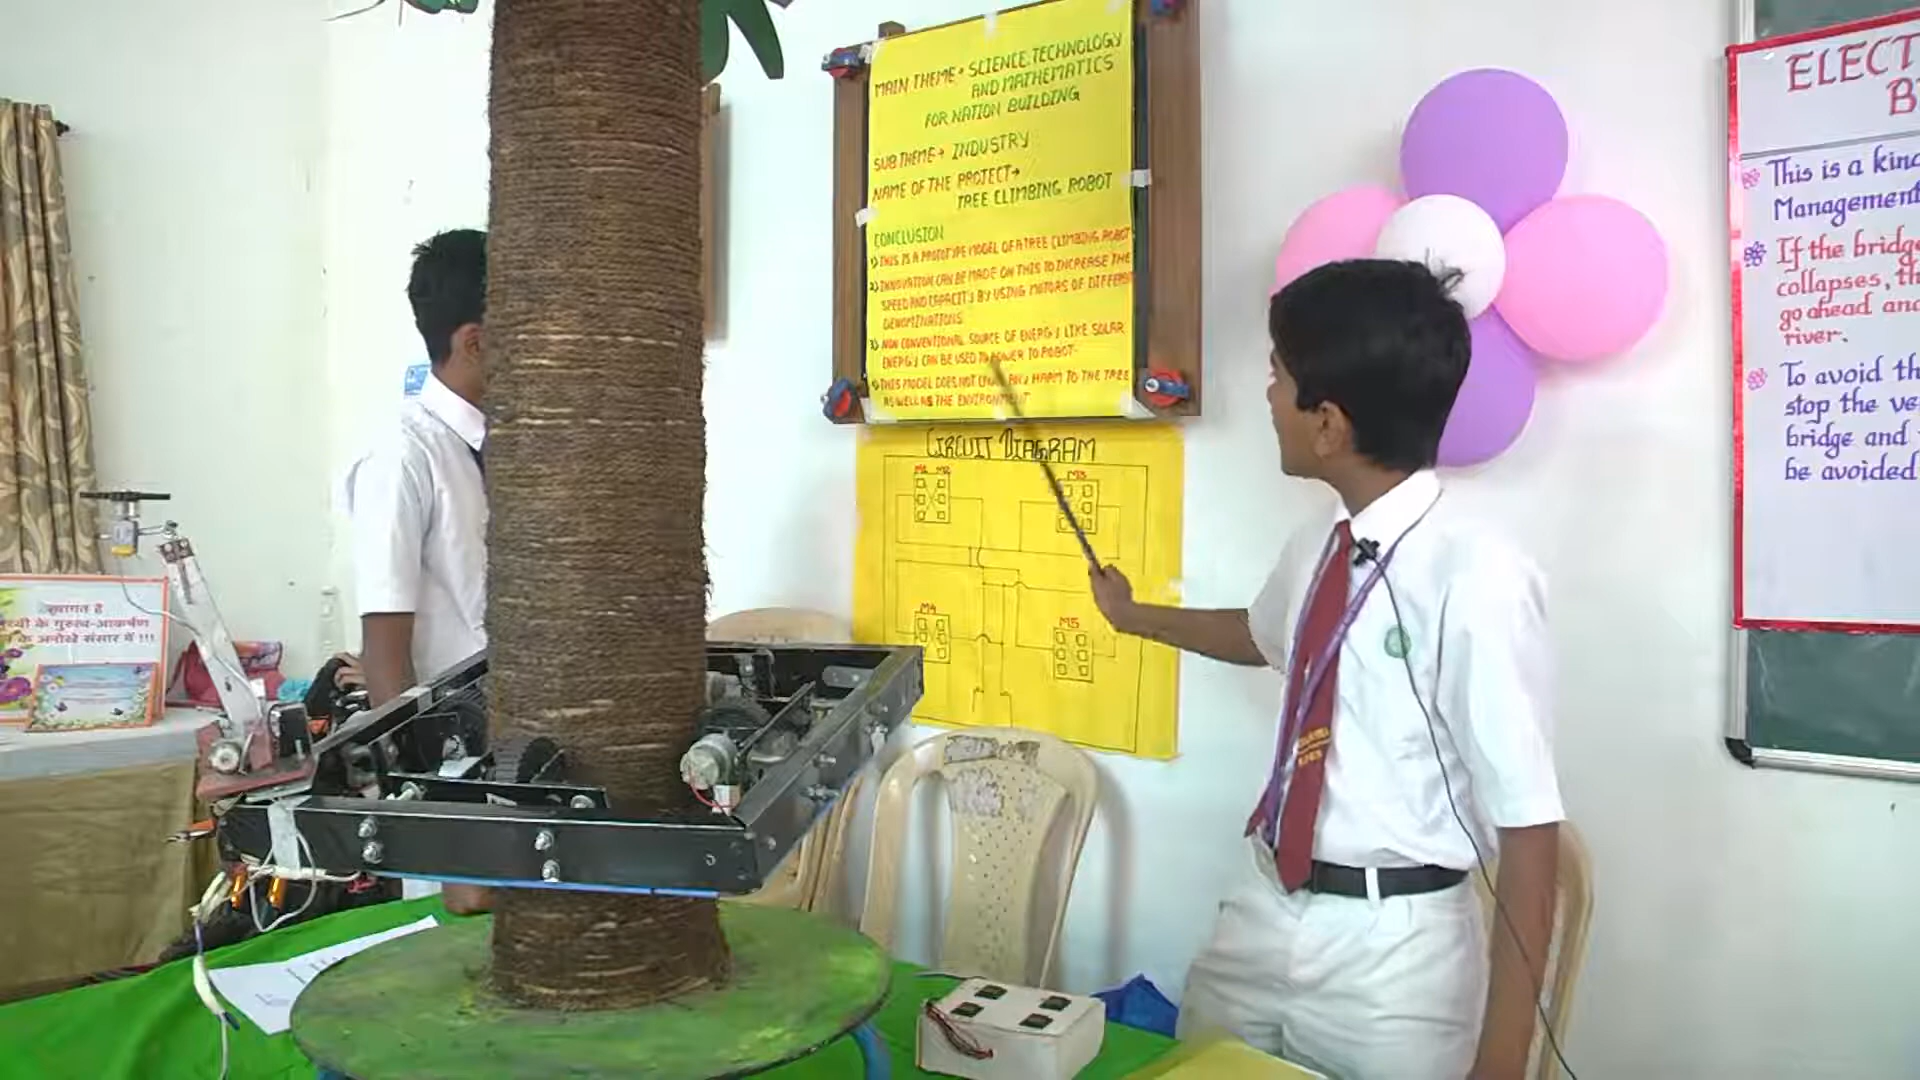 MAIN THEME → SCIENCE, TECHNOLOGY
AND MATHEMATICS
FOR NATION BUILDING
SUB THEME → INDUSTRY
NAME OF THE PROJECT →
TREE CLIMBING ROBOT
CONCLUSION
1) THIS IS A PROTOTYPE MODEL OF A TREE CLIMBING ROBOT
2) INNOVATION CAN BE MADE ON THIS TO INCREASE THE
SPEED AND CAPACITY BY USING MOTORS OF DIFFERENT
DENOMINATIONS
3) NON CONVENTIONAL SOURCE OF ENERGY LIKE SOLAR
ENERGY CAN BE USED TO POWER TO ROBOT.
THIS MODEL DOES NOT ANY HARM TO THE TREE
AS WELL AS THE ENVIRONMENT
CIRCUIT DIAGRAM
M1 M2
M3
M4
M5
ELECT
B
This is a kind
Management
If the bridge
collapses, th
go ahead and
river.
To avoid th
stop the ve
bridge and
be avoided
स्वागत है
के गुरुत्व-आकर्षण
के अनोखे संसार में !!!